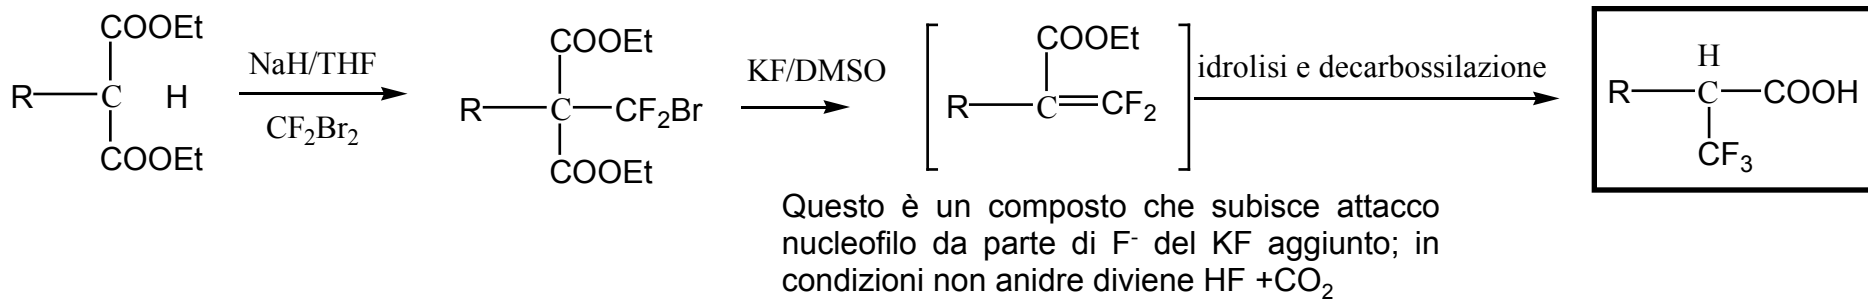 COOEt
R C H
COOEt
NaH/THF
CF2Br2
COOEt
R C CF2Br
COOEt
KF/DMSO
COOEt
R C CF2
idrolisi e decarbossilazione
H
R C COOH
CF3
Questo è un composto che subisce attacco
nucleofilo da parte di F- del KF aggiunto; in
condizioni non anidre diviene HF +CO2